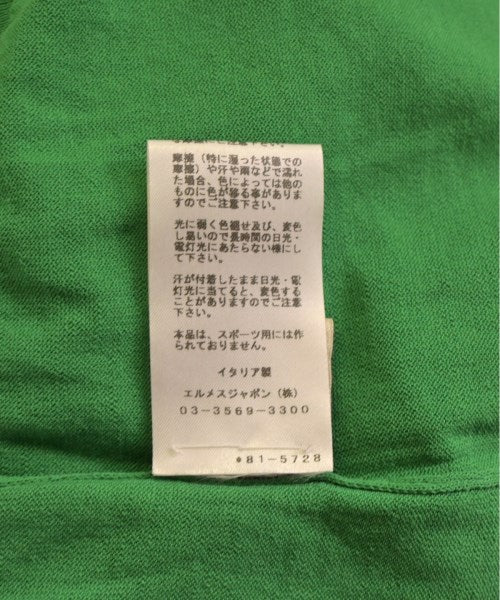 摩擦（特に湿った状態での
摩擦）や汗や雨などで濡れ
た場合、色によっては他の
ものに色が移る事がありま
すのでご注意下さい。
光に弱く色褪せ及び、変色
し易いので長時間の日光・
電灯光にあたらない様にし
て下さい。
汗が付着したまま日光・電
灯光に当てると、変色する
ことがありますのでご注意
下さい。
本品は、スポーツ用には作
られておりません。
イタリア製
エルメスジャポン（株）
03-3569-3300
*81-5728